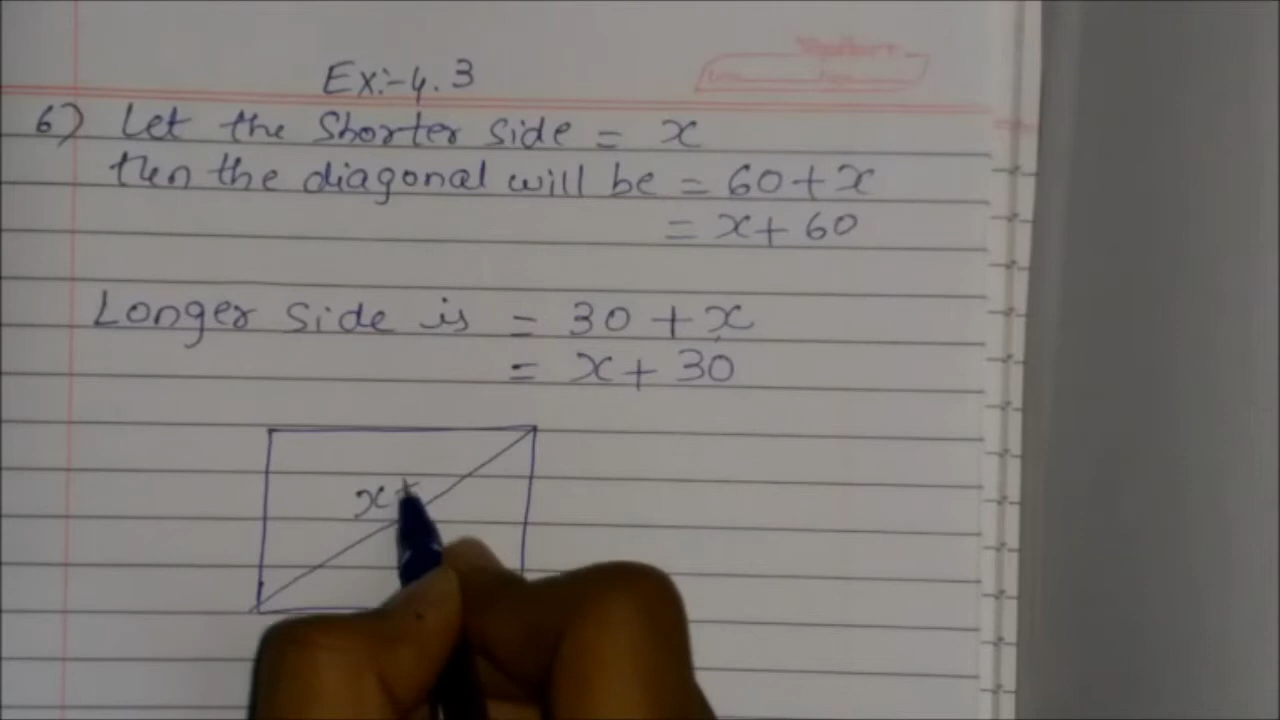 Ex:-4.3
6) Let the Shorter side = x
then the diagonal will be = 60+x
= x+60
Longer side is = 30+x
= x+30
x+